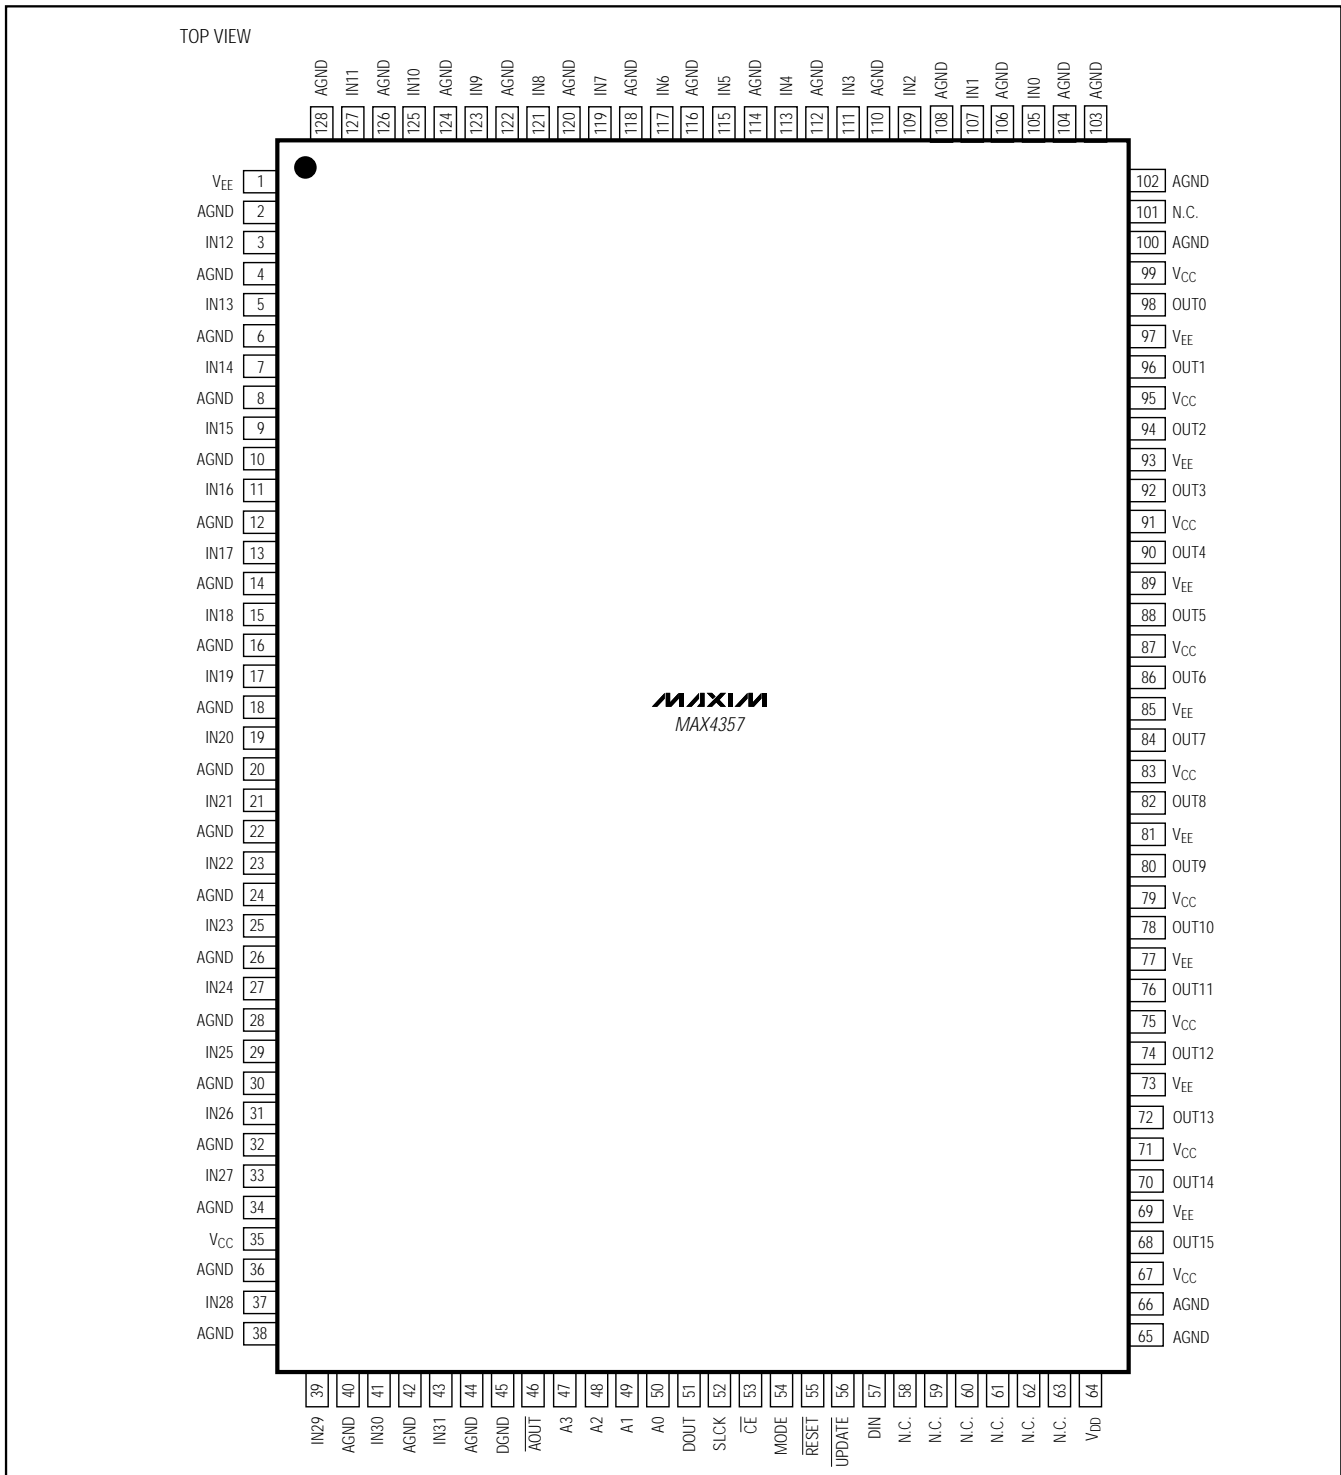 TOP VIEW
AGND IN11 AGND IN10 AGND IN9 AGND IN8 AGND IN7 AGND IN6 AGND IN5 AGND IN4 AGND IN3 AGND IN2 AGND IN1 AGND IN0 AGND AGND
128 127 126 125 124 123 122 121 120 119 118 117 116 115 114 113 112 111 110 109 108 107 106 105 104 103
VEE 1 102 AGND
AGND 2 101 N.C.
IN12 3 100 AGND
AGND 4 99 VCC
IN13 5 98 OUT0
AGND 6 97 VEE
IN14 7 96 OUT1
AGND 8 95 VCC
IN15 9 94 OUT2
AGND 10 93 VEE
IN16 11 92 OUT3
AGND 12 91 VCC
IN17 13 90 OUT4
AGND 14 89 VEE
IN18 15 88 OUT5
AGND 16 87 VCC
IN19 17 86 OUT6
MAXIM
AGND 18 85 VEE
MAX4357
IN20 19 84 OUT7
AGND 20 83 VCC
IN21 21 82 OUT8
AGND 22 81 VEE
IN22 23 80 OUT9
AGND 24 79 VCC
IN23 25 78 OUT10
AGND 26 77 VEE
IN24 27 76 OUT11
AGND 28 75 VCC
IN25 29 74 OUT12
AGND 30 73 VEE
IN26 31 72 OUT13
AGND 32 71 VCC
IN27 33 70 OUT14
AGND 34 69 VEE
VCC 35 68 OUT15
AGND 36 67 VCC
IN28 37 66 AGND
AGND 38 65 AGND
39 40 41 42 43 44 45 46 47 48 49 50 51 52 53 54 55 56 57 58 59 60 61 62 63 64
IN29 AGND IN30 AGND IN31 AGND DGND AOUT A3 A2 A1 A0 DOUT SLCK CE MODE RESET UPDATE DIN N.C. N.C. N.C. N.C. N.C. N.C. VDD